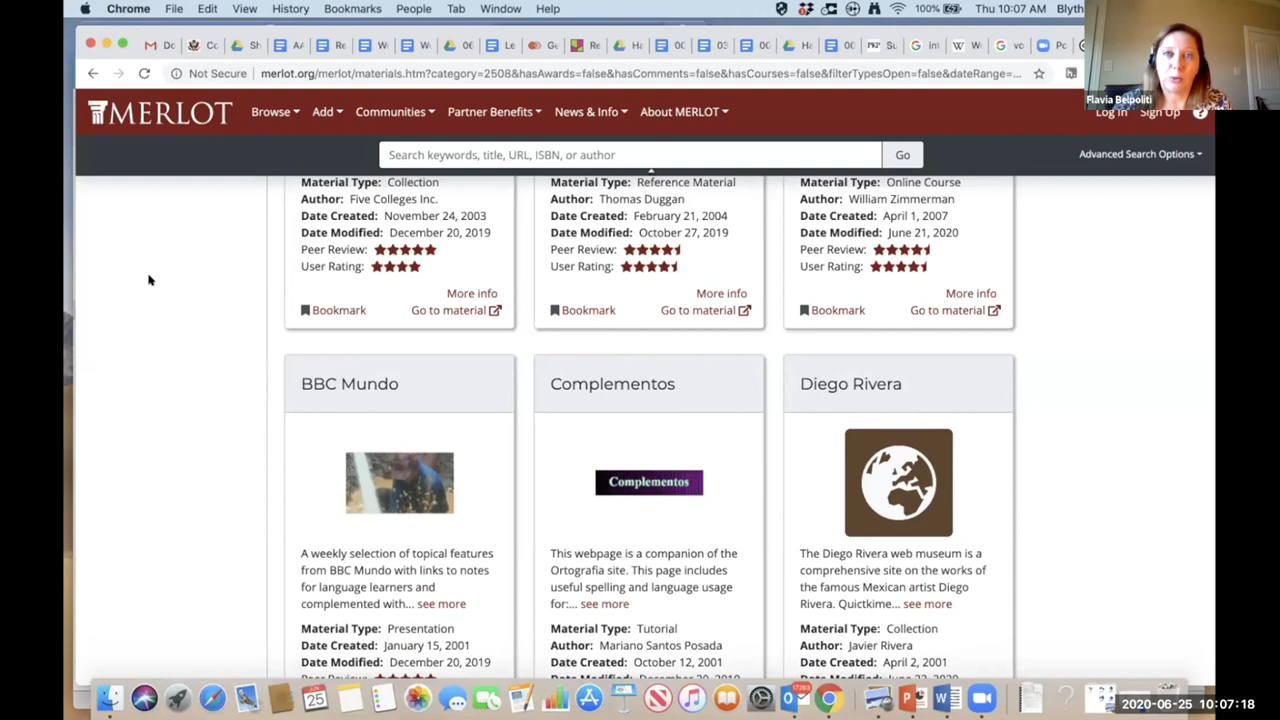 Chrome File Edit View History Bookmarks People Tab Window Help 100% Thu 10:07 AM Blyth
Not Secure merlot.org/merlot/materials.htm?category=2508&hasAwards=false&hasComments=false&hasCourses=false&filterTypesOpen=false&dateRange=...
Flavia Belpoliti
MERLOT Browse Add Communities Partner Benefits News & Info About MERLOT Log In Sign Up ?
Search keywords, title, URL, ISBN, or author Go Advanced Search Options
Material Type: Collection
Author: Five Colleges Inc.
Date Created: November 24, 2003
Date Modified: December 20, 2019
Peer Review:
User Rating:
More info
Bookmark Go to material
Material Type: Reference Material
Author: Thomas Duggan
Date Created: February 21, 2004
Date Modified: October 27, 2019
Peer Review:
User Rating:
More info
Bookmark Go to material
Material Type: Online Course
Author: William Zimmerman
Date Created: April 1, 2007
Date Modified: June 21, 2020
Peer Review:
User Rating:
More info
Bookmark Go to material
BBC Mundo
A weekly selection of topical features
from BBC Mundo with links to notes
for language learners and
complemented with... see more
Material Type: Presentation
Date Created: January 15, 2001
Date Modified: December 20, 2019
Complementos
Complementos
This webpage is a companion of the
Ortografia site. This page includes
useful spelling and language usage
for:... see more
Material Type: Tutorial
Author: Mariano Santos Posada
Date Created: October 12, 2001
Diego Rivera
The Diego Rivera web museum is a
comprehensive site on the works of
the famous Mexican artist Diego
Rivera. Quictkime... see more
Material Type: Collection
Author: Javier Rivera
Date Created: April 2, 2001
2020-06-25 10:07:18